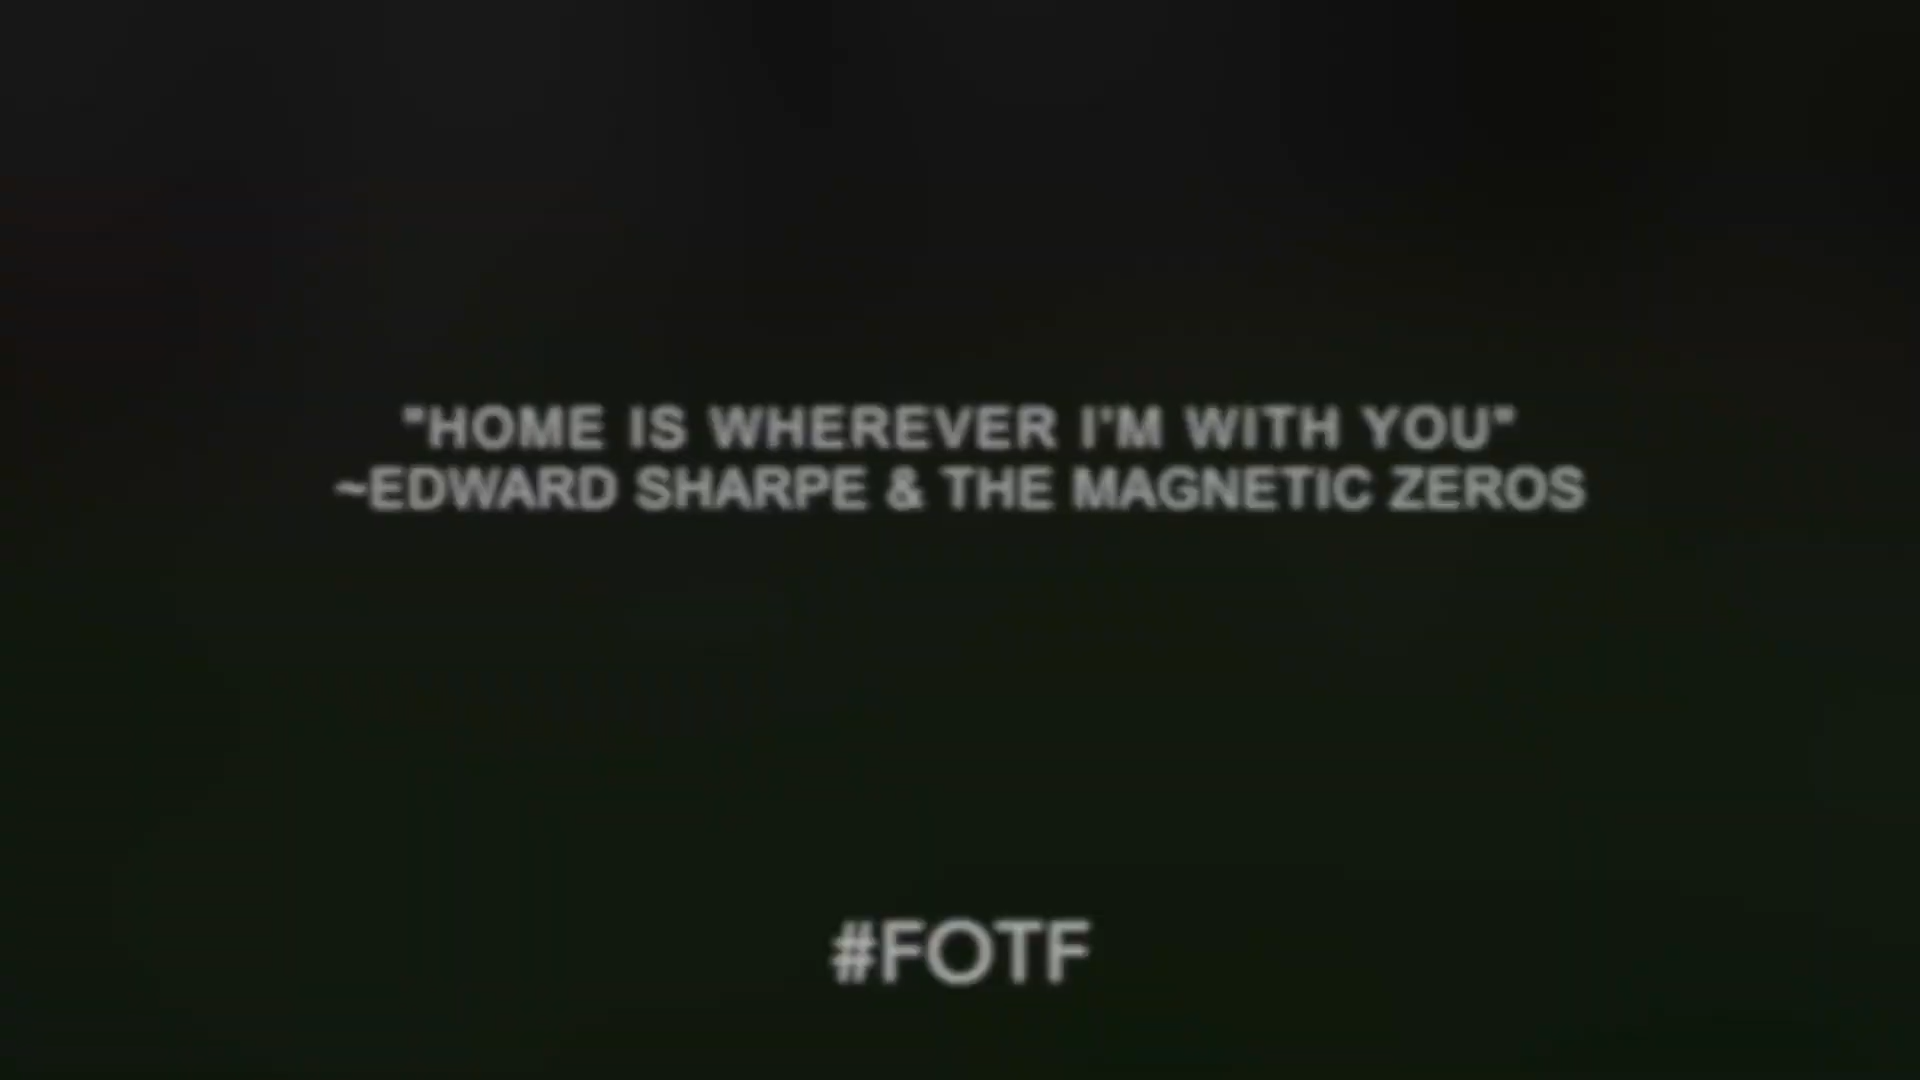 "HOME IS WHEREVER I'M WITH YOU"
~EDWARD SHARPE & THE MAGNETIC ZEROS
#FOTF